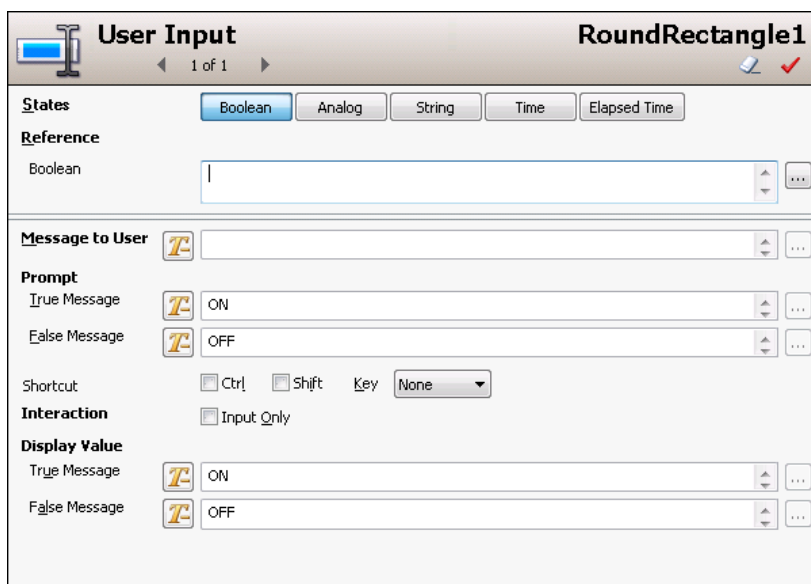 User Input RoundRectangle1
1 of 1
States Boolean Analog String Time Elapsed Time
Reference
Boolean ...
Message to User T ...
Prompt
True Message T ON ...
False Message T OFF ...
Shortcut Ctrl Shift Key None
Interaction Input Only
Display Value
True Message T ON ...
False Message T OFF ...